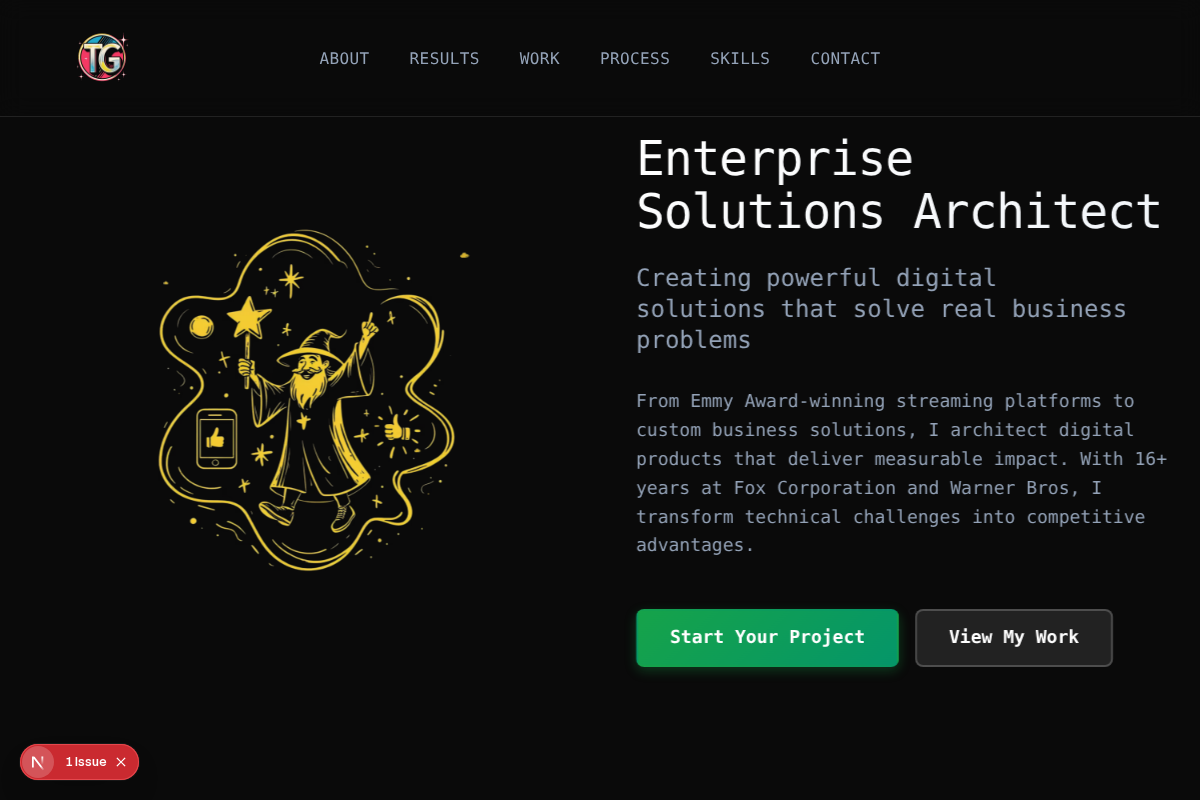 TG
ABOUT RESULTS WORK PROCESS SKILLS CONTACT
Enterprise
Solutions Architect
Creating powerful digital
solutions that solve real business
problems
From Emmy Award-winning streaming platforms to
custom business solutions, I architect digital
products that deliver measurable impact. With 16+
years at Fox Corporation and Warner Bros, I
transform technical challenges into competitive
advantages.
Start Your Project View My Work
N 1 Issue